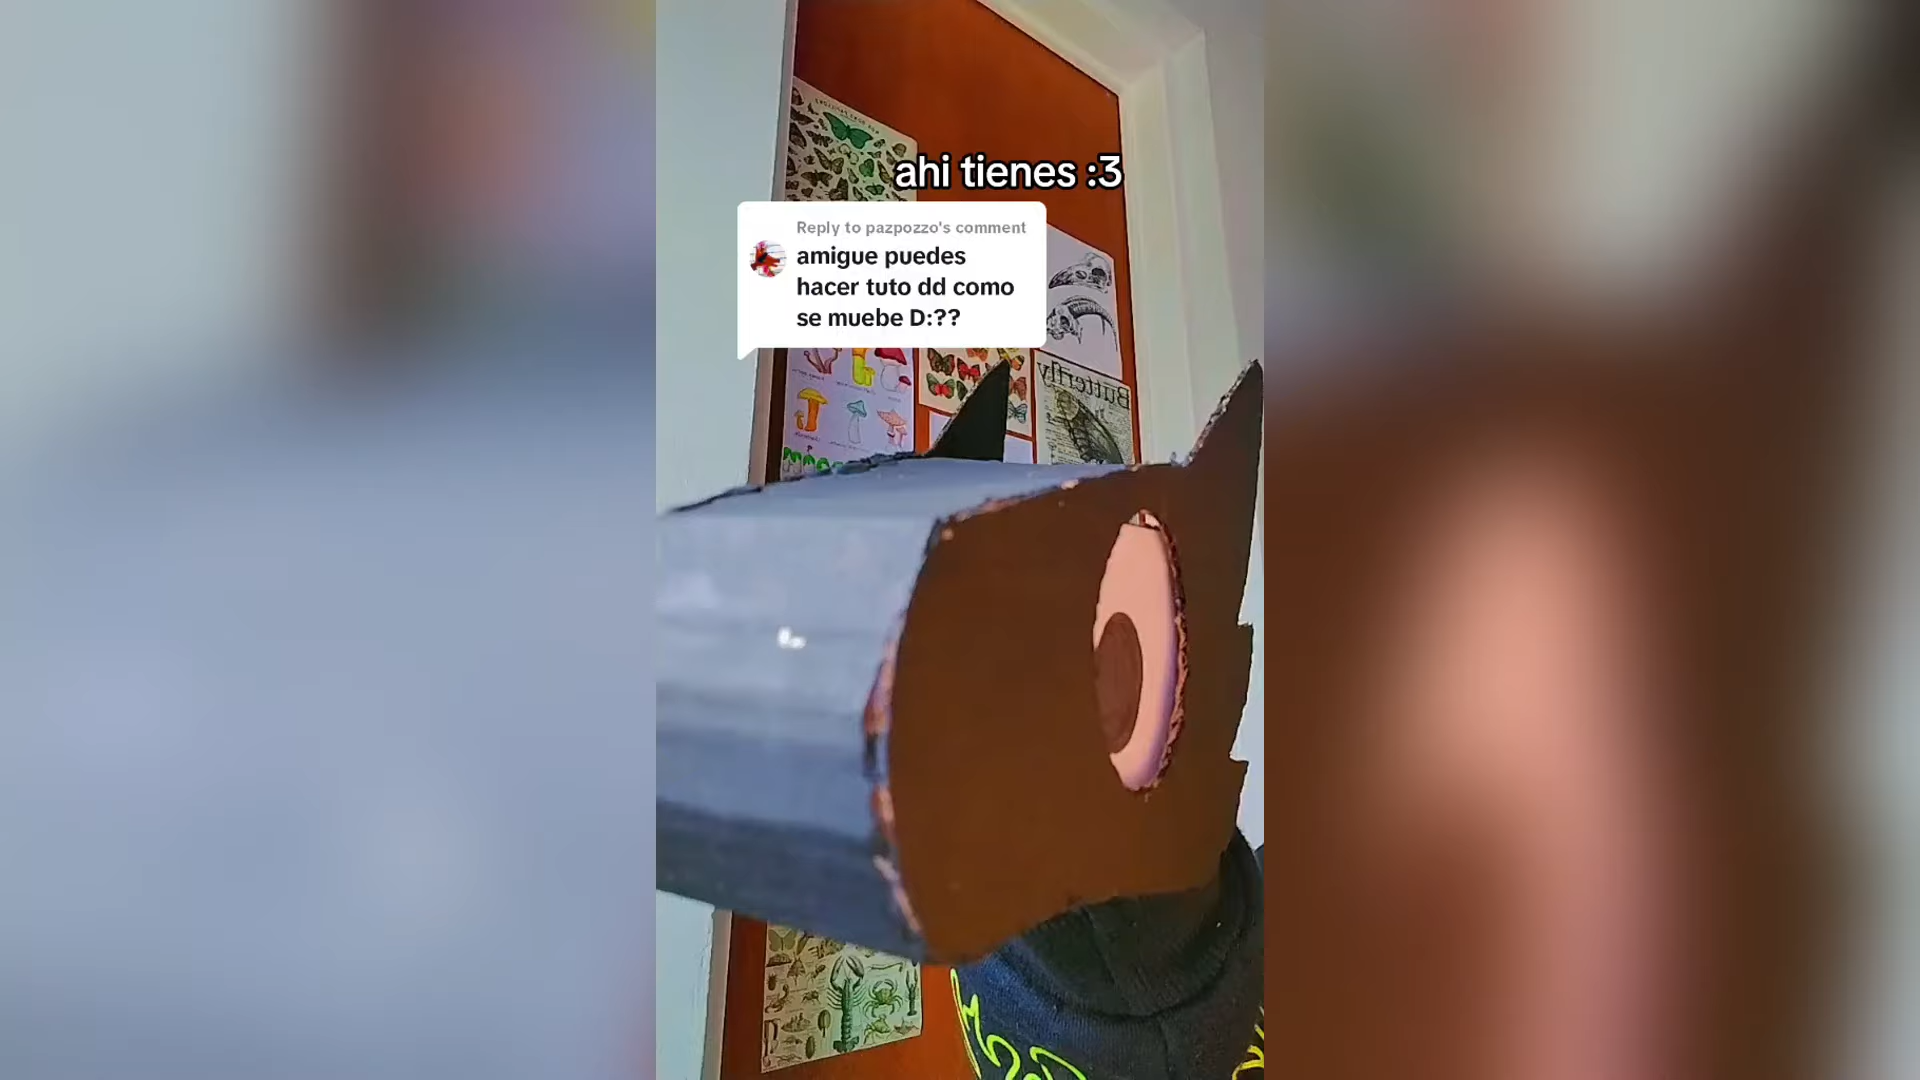 ahi tienes :3
Reply to pazpozzo's comment
amigue puedes
hacer tuto dd como
se muebe D:??
Butterfly